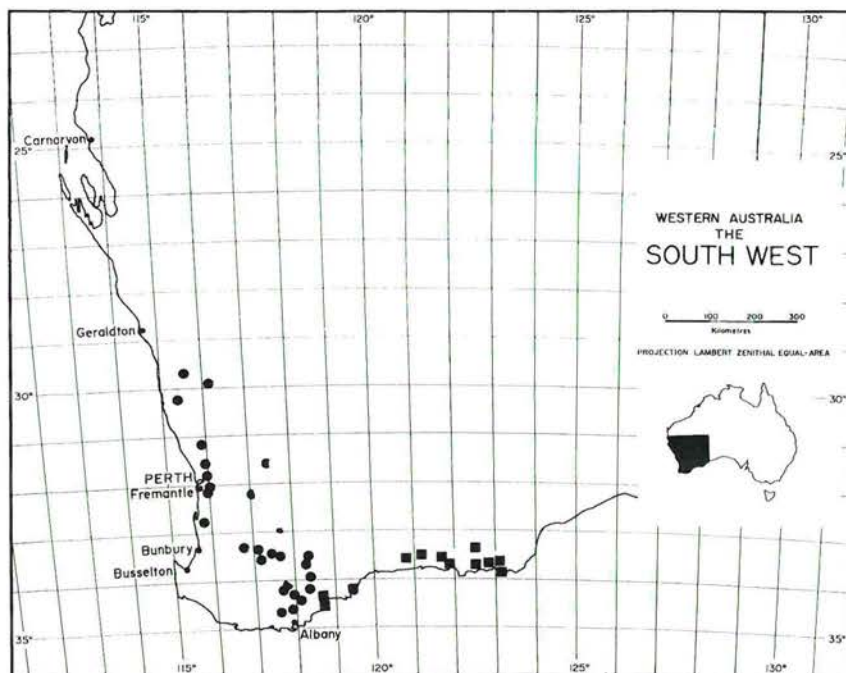 115°
120°
125°
130°
Carnarvon
25°
25°
WESTERN AUSTRALIA
THE
SOUTH WEST
0 100 200 300
Kilometres
PROJECTION LAMBERT ZENITHAL EQUAL-AREA
Geraldton
30°
30°
PERTH
Fremantle
Bunbury
Busselton
Albany
35°
35°
115°
120°
125°
130°